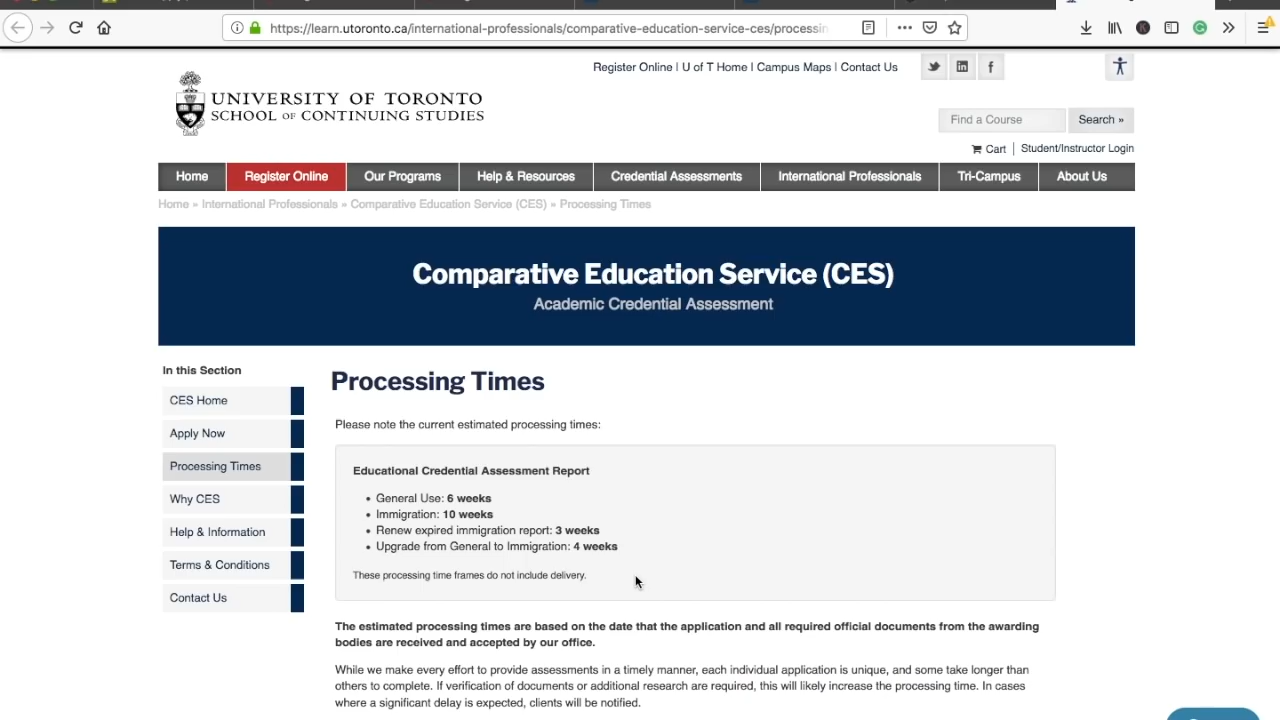 https://learn.utoronto.ca/international-professionals/comparative-education-service-ces/processin
Register Online | U of T Home | Campus Maps | Contact Us
UNIVERSITY OF TORONTO
SCHOOL OF CONTINUING STUDIES
Find a Course
Search »
Cart | Student/Instructor Login
Home Register Online Our Programs Help & Resources Credential Assessments International Professionals Tri-Campus About Us
Home » International Professionals » Comparative Education Service (CES) » Processing Times
Comparative Education Service (CES)
Academic Credential Assessment
In this Section
CES Home
Apply Now
Processing Times
Why CES
Help & Information
Terms & Conditions
Contact Us
Processing Times
Please note the current estimated processing times:
Educational Credential Assessment Report
• General Use: 6 weeks
• Immigration: 10 weeks
• Renew expired immigration report: 3 weeks
• Upgrade from General to Immigration: 4 weeks
These processing time frames do not include delivery.
The estimated processing times are based on the date that the application and all required official documents from the awarding
bodies are received and accepted by our office.
While we make every effort to provide assessments in a timely manner, each individual application is unique, and some take longer than
others to complete. If verification of documents or additional research are required, this will likely increase the processing time. In cases
where a significant delay is expected, clients will be notified.